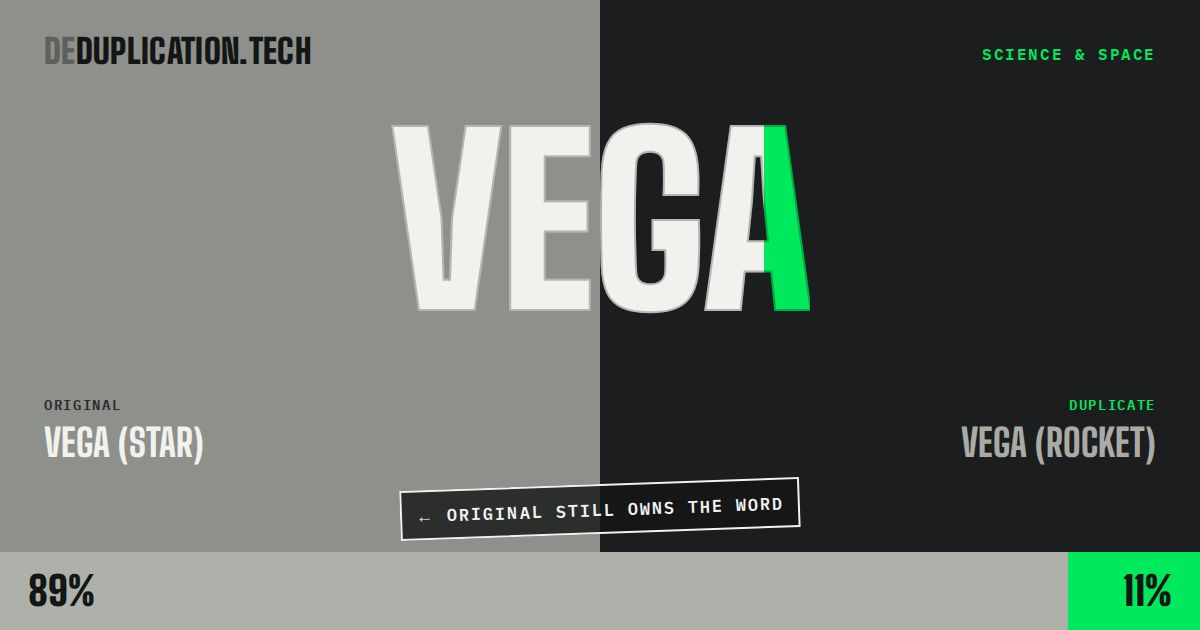 DEDUPLICATION.TECH
SCIENCE & SPACE
VEGA
ORIGINAL
VEGA (STAR)
DUPLICATE
VEGA (ROCKET)
← ORIGINAL STILL OWNS THE WORD
89%
11%